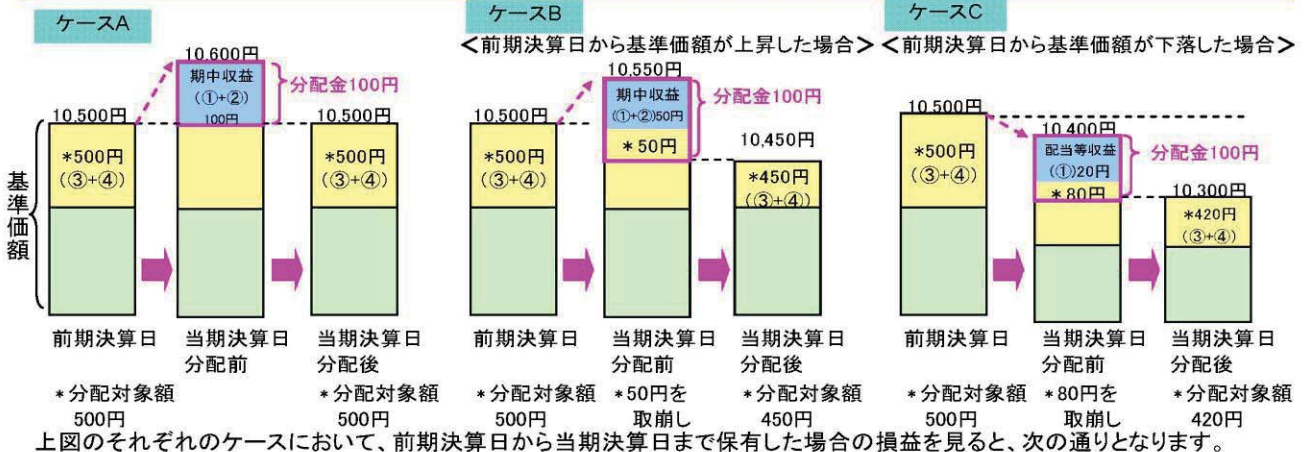 ケースA
10,600円
期中収益
(①+②)
100円
分配金100円
10,500円
10,500円
*500円
(③+④)
*500円
(③+④)
基準価額
前期決算日
当期決算日
分配前
当期決算日
分配後
*分配対象額
500円
*分配対象額
500円
ケースB
<前期決算日から基準価額が上昇した場合>
10,550円
期中収益
(①+②)50円
*50円
分配金100円
10,500円
*500円
(③+④)
10,450円
*450円
(③+④)
前期決算日
当期決算日
分配前
当期決算日
分配後
*分配対象額
500円
*50円を
取崩し
*分配対象額
450円
ケースC
<前期決算日から基準価額が下落した場合>
10,500円
*500円
(③+④)
10,400円
配当等収益
(①)20円
*80円
分配金100円
10,300円
*420円
(③+④)
前期決算日
当期決算日
分配前
当期決算日
分配後
*分配対象額
500円
*80円を
取崩し
*分配対象額
420円
上図のそれぞれのケースにおいて、前期決算日から当期決算日まで保有した場合の損益を見ると、次の通りとなります。